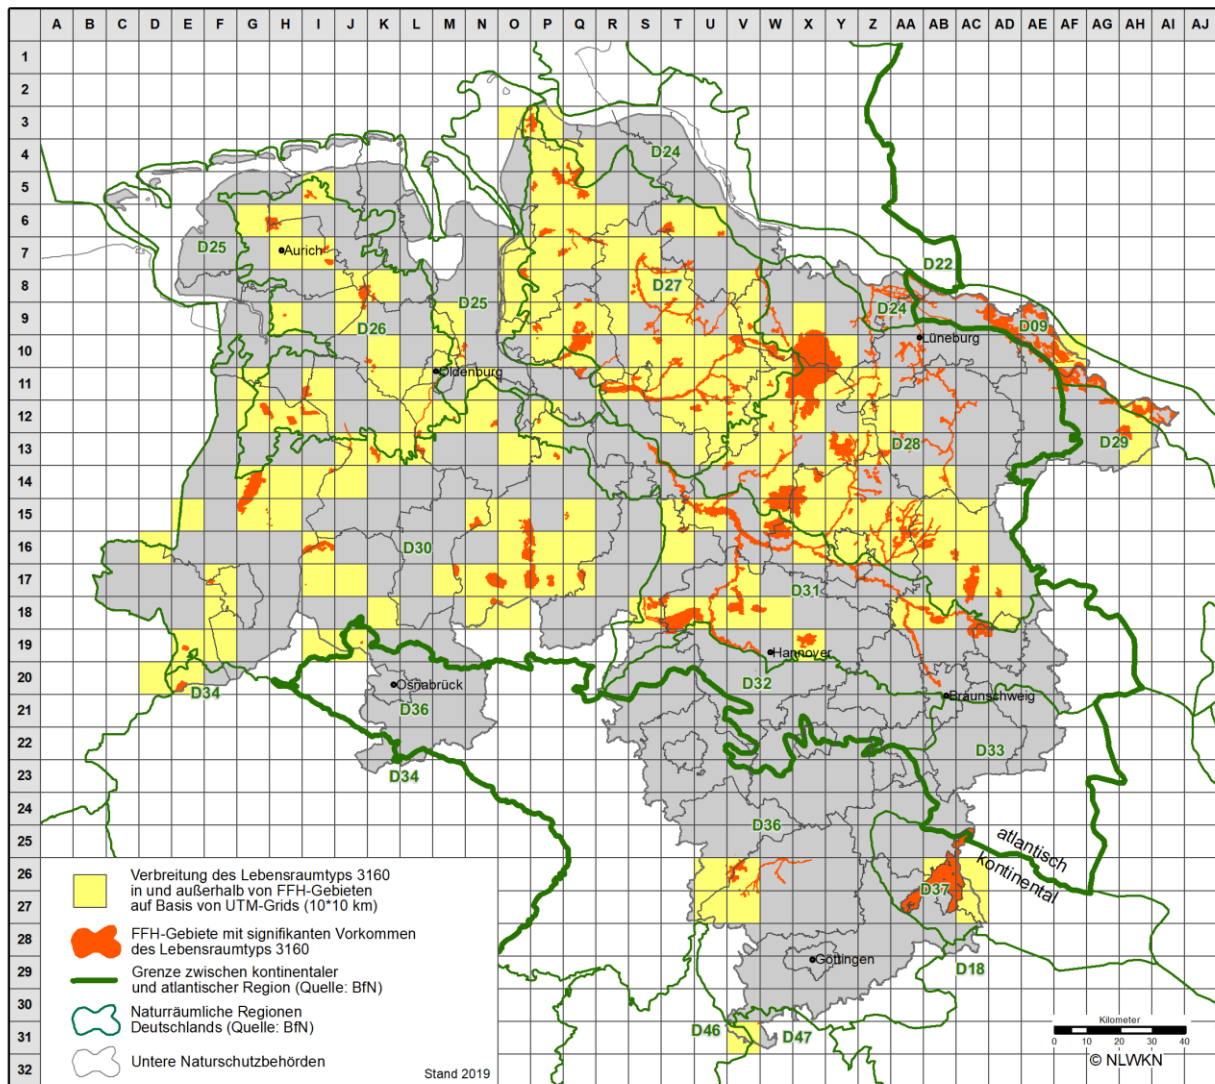 A B C D E F G H I J K L M N O P Q R S T U V W X Y Z AA AB AC AD AE AF AG AH AI AJ
1
2
3
4
D24
5
6
D25
7
Aurich
D22
8
D27
9
D25
D26
D24
D09
Lüneburg
10
11
Oldenburg
12
13
D28
D29
14
15
16
D30
17
D31
18
19
Hannover
20
D34
Osnabrück
D32
Braunschweig
21
D36
22
D33
23
D34
24
D36
25
atlantisch
kontinental
26
D37
27
28
29
Göttingen
D18
30
31
D46
D47
32
Verbreitung des Lebensraumtyps 3160
in und außerhalb von FFH-Gebieten
auf Basis von UTM-Grids (10*10 km)
FFH-Gebiete mit signifikanten Vorkommen
des Lebensraumtyps 3160
Grenze zwischen kontinentaler
und atlantischer Region (Quelle: BfN)
Naturräumliche Regionen
Deutschlands (Quelle: BfN)
Untere Naturschutzbehörden
Stand 2019
Kilometer
0 5 10 20 30 40
© NLWKN